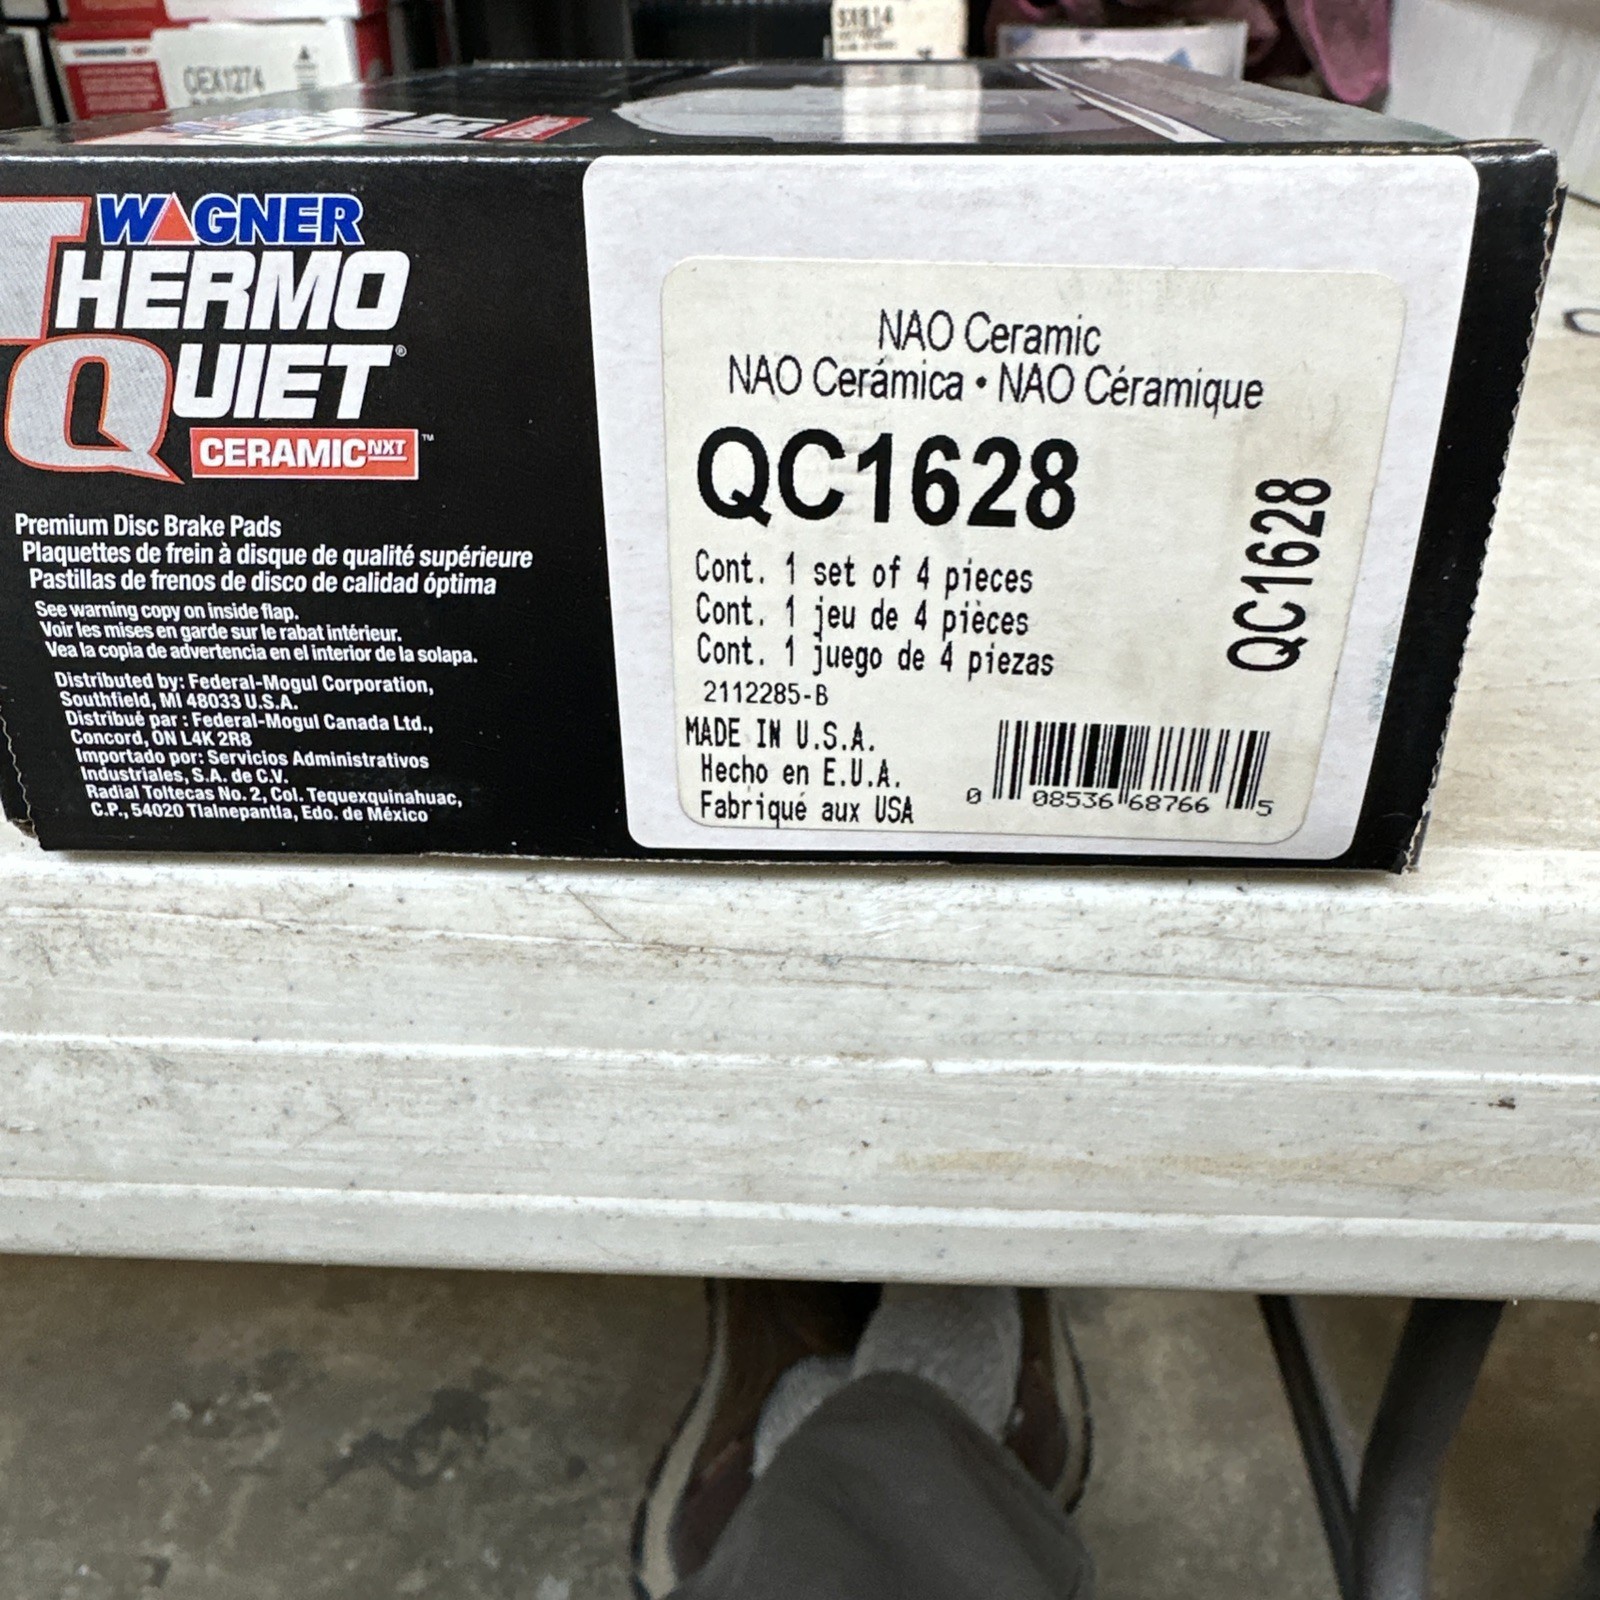 SX814
OEX1274
WAGNER
THERMO
QUIET®
CERAMIC NXT™
Premium Disc Brake Pads
Plaquettes de frein à disque de qualité supérieure
Pastillas de frenos de disco de calidad óptima
See warning copy on inside flap.
Voir les mises en garde sur le rabat intérieur.
Vea la copia de advertencia en el interior de la solapa.
Distributed by: Federal-Mogul Corporation,
Southfield, MI 48033 U.S.A.
Distribué par : Federal-Mogul Canada Ltd.,
Concord, ON L4K 2R8
Importado por: Servicios Administrativos
Industriales, S.A. de C.V.
Radial Toltecas No. 2, Col. Tequexquinahuac,
C.P., 54020 Tlalnepantla, Edo. de México
NAO Ceramic
NAO Cerámica • NAO Céramique
QC1628
Cont. 1 set of 4 pieces
Cont. 1 jeu de 4 pièces
Cont. 1 juego de 4 piezas
2112285-B
MADE IN U.S.A.
Hecho en E.U.A.
Fabriqué aux USA
QC1628
0 08536 68766 5